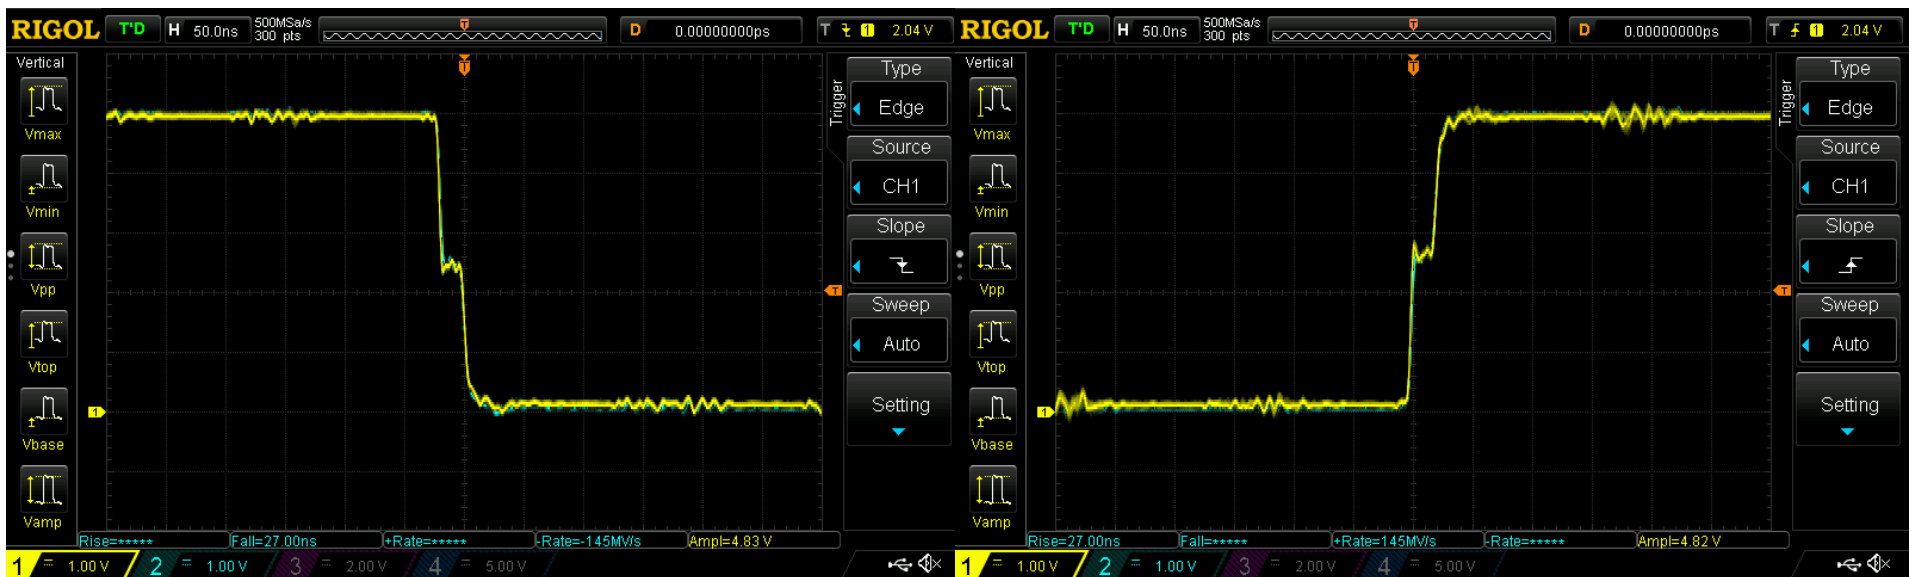 RIGOL T'D H 50.0ns 500MSa/s 300 pts T D 0.00000000ps T 1 2.04 V
Vertical
Vmax
Vmin
Vpp
Vtop
Vbase
Vamp
T
T
1
Trigger
Type
Edge
Source
CH1
Slope
Sweep
Auto
Setting
Rise=***** Fall=27.00ns +Rate=***** -Rate=-145MV/s Ampl=4.83 V
1 = 1.00 V 2 = 1.00 V 3 = 2.00 V 4 = 5.00 V
RIGOL T'D H 50.0ns 500MSa/s 300 pts T D 0.00000000ps T 1 2.04 V
Vertical
Vmax
Vmin
Vpp
Vtop
Vbase
Vamp
T
T
1
Trigger
Type
Edge
Source
CH1
Slope
Sweep
Auto
Setting
Rise=27.00ns Fall=***** +Rate=145MV/s -Rate=***** Ampl=4.82 V
1 = 1.00 V 2 = 1.00 V 3 = 2.00 V 4 = 5.00 V